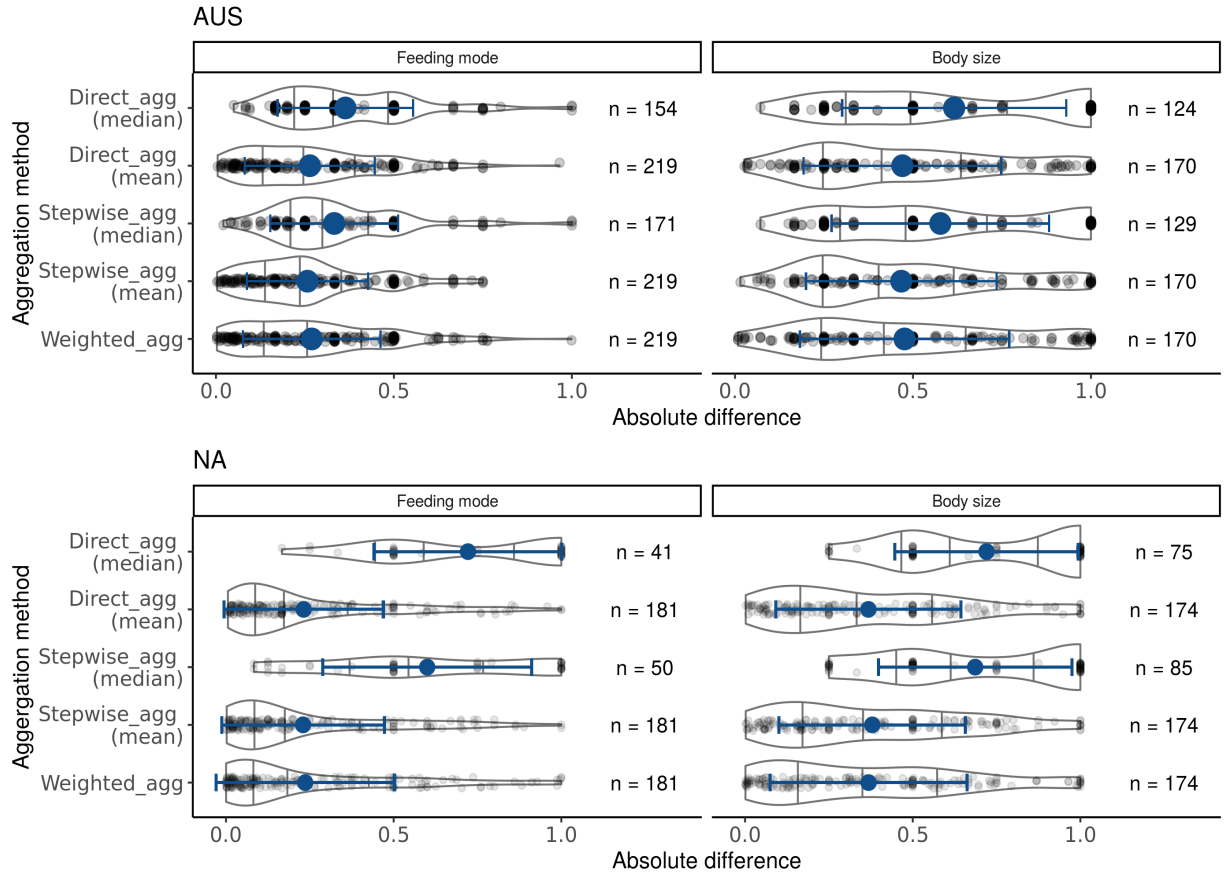 AUS
Feeding mode
Body size
Aggregation method
Direct_agg
(median)
n = 154
n = 124
Direct_agg
(mean)
n = 219
n = 170
Stepwise_agg
(median)
n = 171
n = 129
Stepwise_agg
(mean)
n = 219
n = 170
Weighted_agg
n = 219
n = 170
0.0 0.5 1.0
0.0 0.5 1.0
Absolute difference
NA
Feeding mode
Body size
Aggergation method
Direct_agg
(median)
n = 41
n = 75
Direct_agg
(mean)
n = 181
n = 174
Stepwise_agg
(median)
n = 50
n = 85
Stepwise_agg
(mean)
n = 181
n = 174
Weighted_agg
n = 181
n = 174
0.0 0.5 1.0
0.0 0.5 1.0
Absolute difference